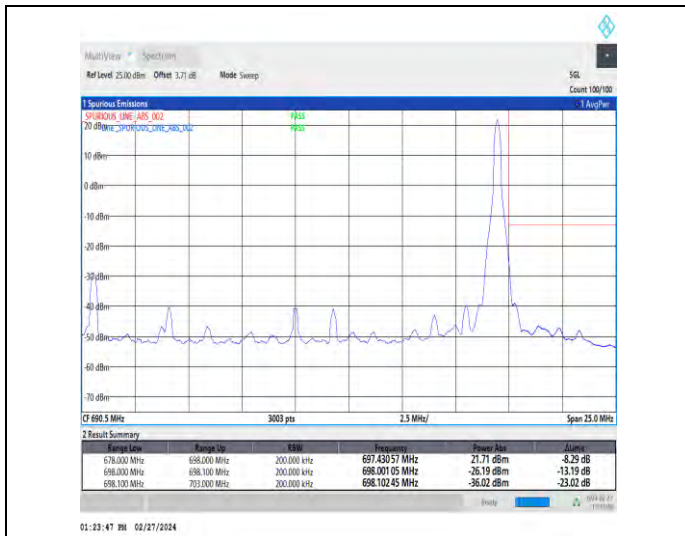 MultiView Spectrum
Ref Level 25.00 dBm Offset 3.71 dB Mode Sweep SGL
Count 100/100
1 Spurious Emissions 1 AvgPwr
SPURIOUS_LINE_ABS_002 PASS
20 dBm LINE _SPURIOUS_LINE_ABS_002 PASS
10 dBm
0 dBm
-10 dBm
-20 dBm
-30 dBm
-40 dBm
-50 dBm
-60 dBm
-70 dBm
CF 690.5 MHz 3003 pts 2.5 MHz/ Span 25.0 MHz
2 Result Summary
Range Low Range Up RBW Frequency Power Abs ΔLimit
678.000 MHz 698.000 MHz 200.000 kHz 697.43057 MHz 21.71 dBm -8.29 dB
698.000 MHz 698.100 MHz 200.000 kHz 698.00105 MHz -26.19 dBm -13.19 dB
698.100 MHz 703.000 MHz 200.000 kHz 698.10245 MHz -36.02 dBm -23.02 dB
Ready
01:23:47 PM 02/27/2024